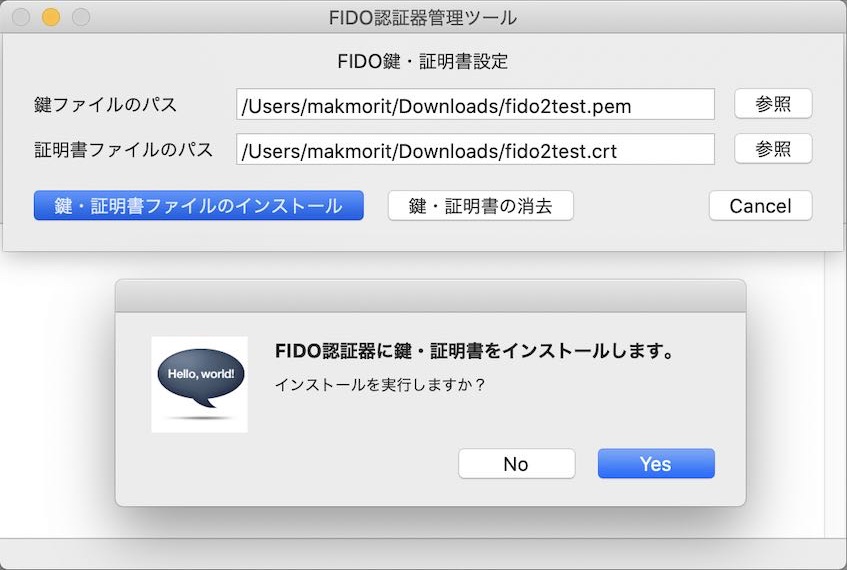 FIDO認証器管理ツール
FIDO鍵・証明書設定
鍵ファイルのパス /Users/makmorit/Downloads/fido2test.pem 参照
証明書ファイルのパス /Users/makmorit/Downloads/fido2test.crt 参照
鍵・証明書ファイルのインストール 鍵・証明書の消去 Cancel
Hello, world!
FIDO認証器に鍵・証明書をインストールします。
インストールを実行しますか？
No Yes